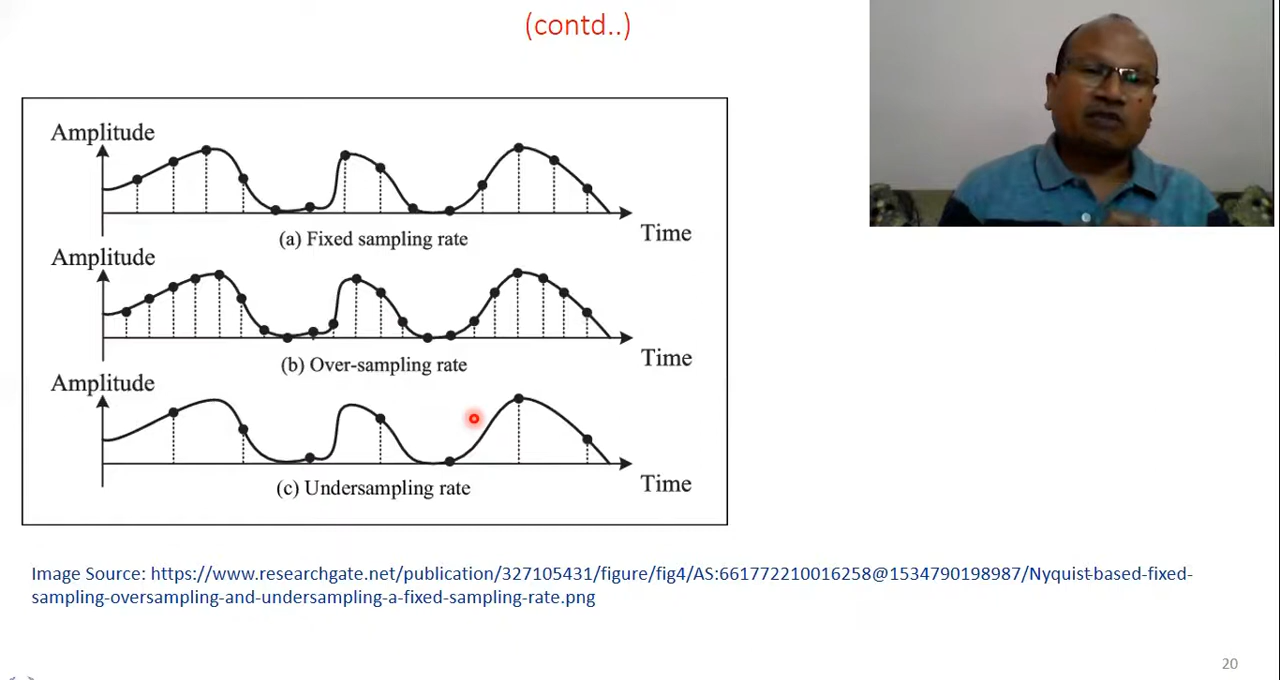 (contd..)
Amplitude
Time
(a) Fixed sampling rate
Amplitude
Time
(b) Over-sampling rate
Amplitude
Time
(c) Undersampling rate
Image Source: https://www.researchgate.net/publication/327105431/figure/fig4/AS:661772210016258@1534790198987/Nyquist-based-fixed-
sampling-oversampling-and-undersampling-a-fixed-sampling-rate.png
20